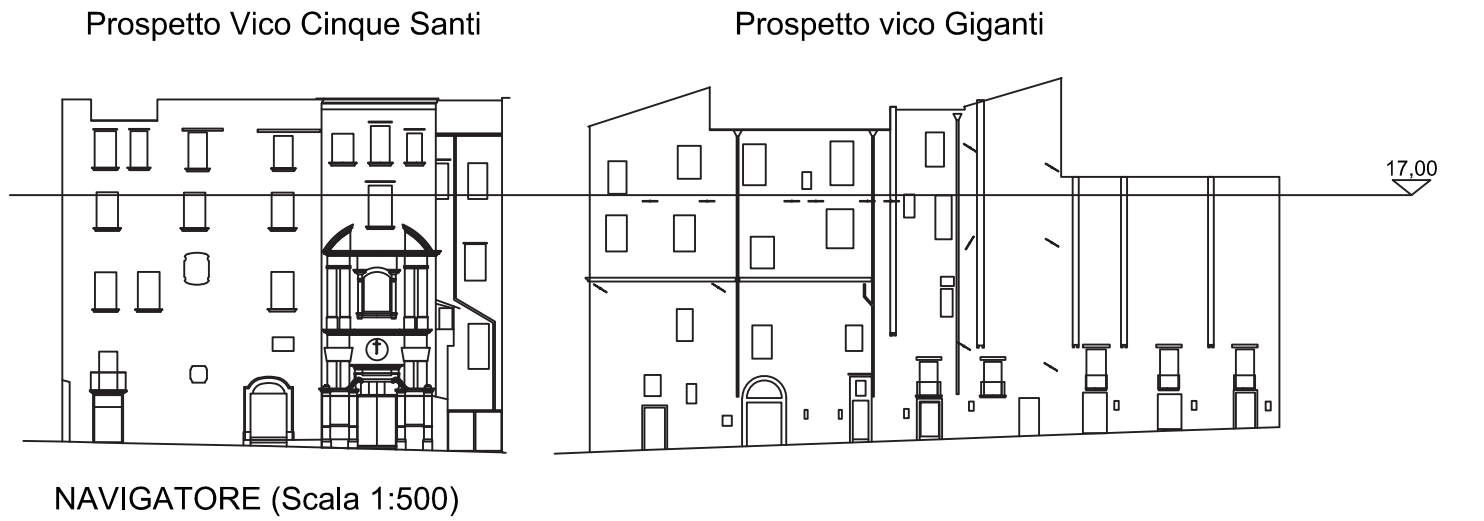 Prospetto Vico Cinque Santi
Prospetto vico Giganti
17,00
NAVIGATORE (Scala 1:500)